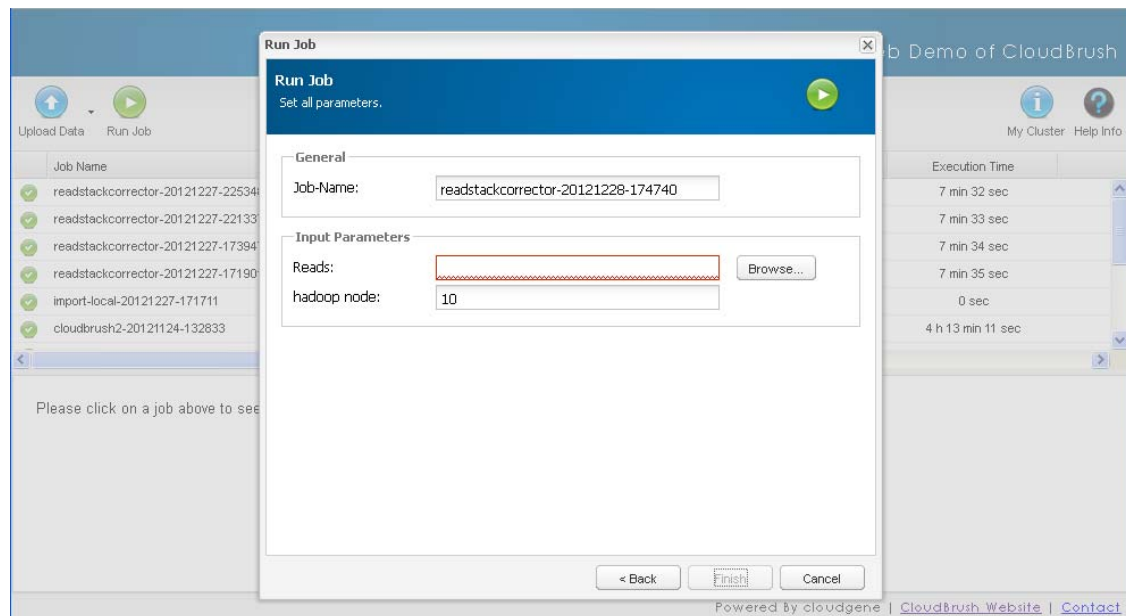 Run Job
b Demo of CloudBrush
Run Job
Set all parameters.
Upload Data
Run Job
My Cluster
Help Info
Job Name
Execution Time
readstackcorrector-20121227-22534
7 min 32 sec
readstackcorrector-20121227-22133
7 min 33 sec
readstackcorrector-20121227-17394
7 min 34 sec
readstackcorrector-20121227-17190
7 min 35 sec
import-local-20121227-171711
0 sec
cloudbrush2-20121124-132833
4 h 13 min 11 sec
General
Job-Name:
readstackcorrector-20121228-174740
Input Parameters
Reads:
Browse...
hadoop node:
10
Please click on a job above to see
< Back
Finish
Cancel
Powered By cloudgene | CloudBrush Website | Contact